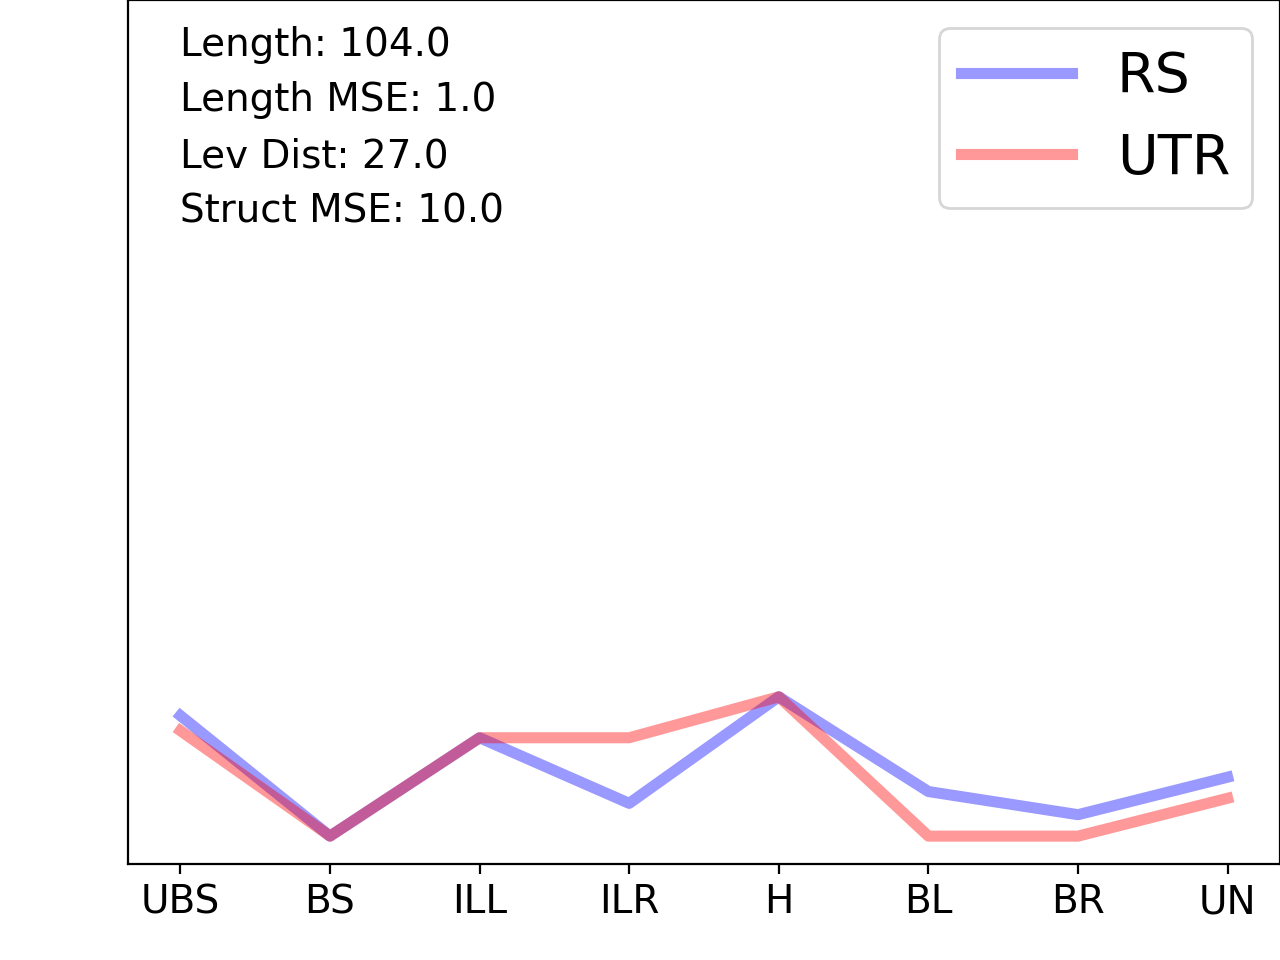 Length: 104.0
Length MSE: 1.0
Lev Dist: 27.0
Struct MSE: 10.0
RS
UTR
UBS BS ILL ILR H BL BR UN